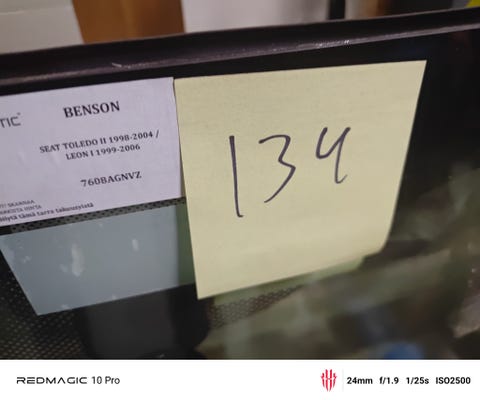 BENSON
SEAT TOLEDO II 1998-2004 /
LEON I 1999-2006
7608AGNVZ
134
REDMAGIC 10 Pro
24mm f/1.9 1/25s ISO2500